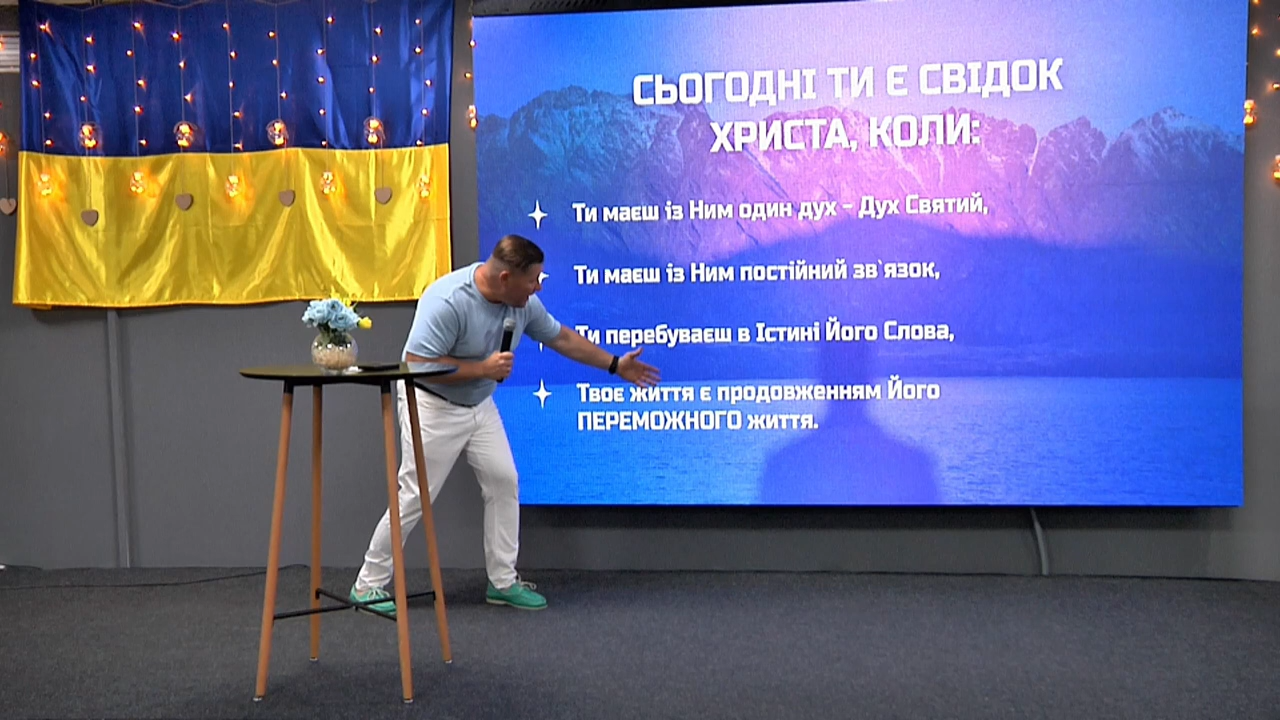 СЬОГОДНІ ТИ Є СВІДОК
ХРИСТА, КОЛИ:
Ти маєш із Ним один дух - Дух Святий,
Ти маєш із Ним постійний зв`язок,
Ти перебуваєш в Істині Його Слова,
Твоє життя є продовженням Його
ПЕРЕМОЖНОГО життя.